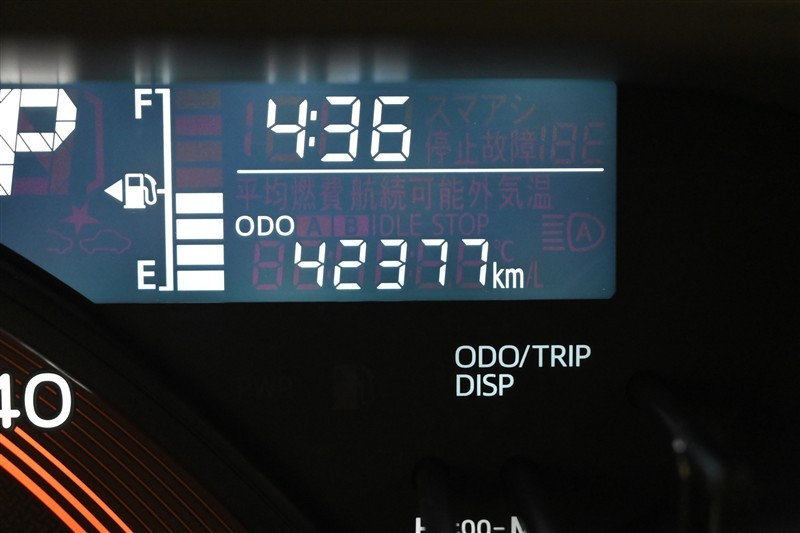 P
F
4:36
スマアシ
停止故障
平均燃費 航続可能外気温
ODO A B IDLE STOP
A
E
42377km
°C
/L
ODO/TRIP
DISP
40
:00-